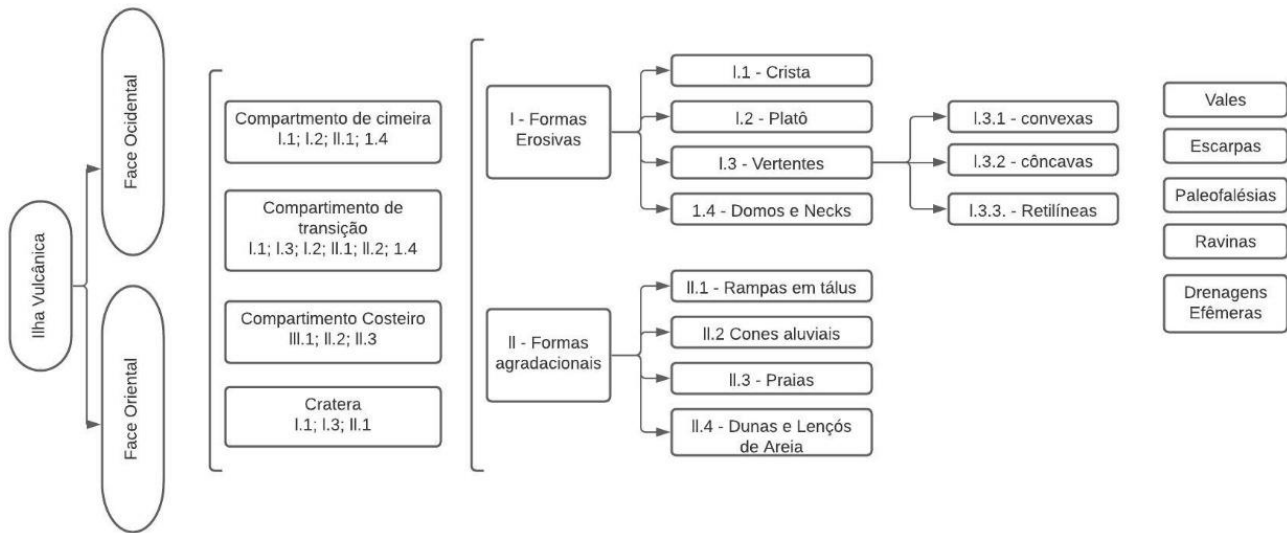 Ilha Vulcânica
Face Ocidental
Face Oriental
Compartmento de cimeira
I.1; I.2; II.1; 1.4
Compartimento de
transição
I.1; I.3; I.2; II.1; II.2; 1.4
Compartimento Costeiro
III.1; II.2; II.3
Cratera
I.1; I.3; II.1
I - Formas
Erosivas
I.1 - Crista
I.2 - Platô
I.3 - Vertentes
1.4 - Domos e Necks
I.3.1 - convexas
I.3.2 - côncavas
I.3.3. - Retilíneas
II - Formas
agradacionais
II.1 - Rampas em tálus
II.2 Cones aluviais
II.3 - Praias
II.4 - Dunas e Lençós
de Areia
Vales
Escarpas
Paleofalésias
Ravinas
Drenagens
Efêmeras